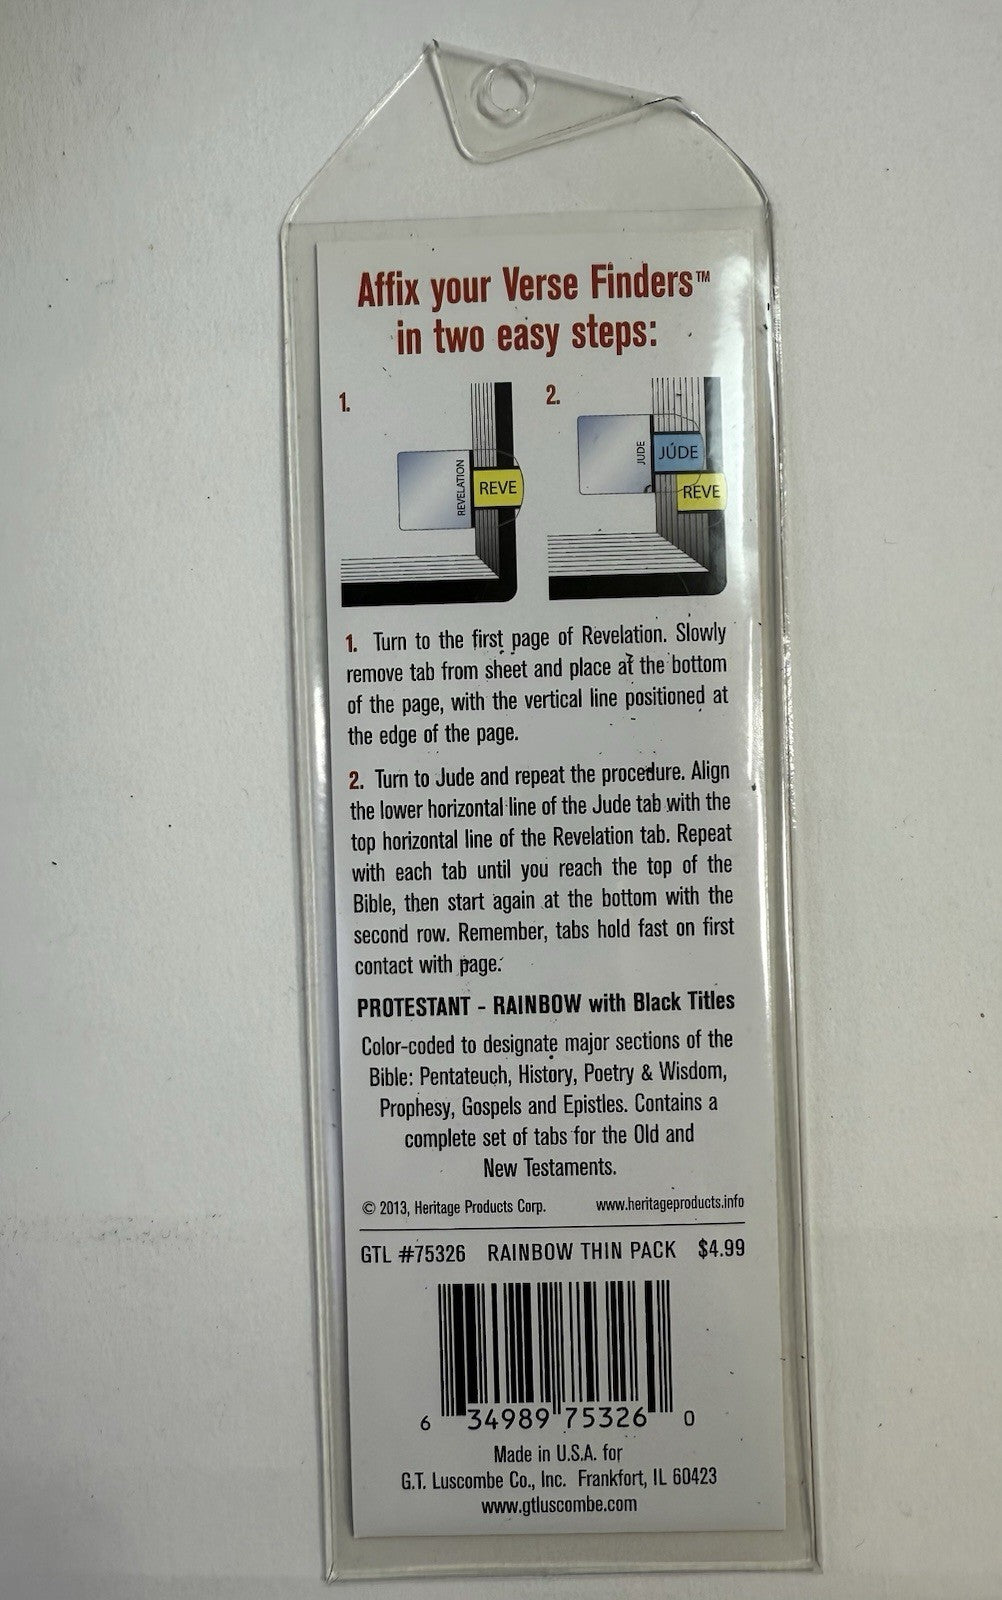 Affix your Verse Finders™
in two easy steps:
1.
2.
REVELATION
REVE
JUDE
JÚDE
REVE
1. Turn to the first page of Revelation. Slowly
remove tab from sheet and place at the bottom
of the page, with the vertical line positioned at
the edge of the page.
2. Turn to Jude and repeat the procedure. Align
the lower horizontal line of the Jude tab with the
top horizontal line of the Revelation tab. Repeat
with each tab until you reach the top of the
Bible, then start again at the bottom with the
second row. Remember, tabs hold fast on first
contact with page.
PROTESTANT - RAINBOW with Black Titles
Color-coded to designate major sections of the
Bible: Pentateuch, History, Poetry & Wisdom,
Prophesy, Gospels and Epistles. Contains a
complete set of tabs for the Old and
New Testaments.
© 2013, Heritage Products Corp. www.heritageproducts.info
GTL #75326 RAINBOW THIN PACK $4.99
6 34989 75326 0
Made in U.S.A. for
G.T. Luscombe Co., Inc. Frankfort, IL 60423
www.gtluscombe.com